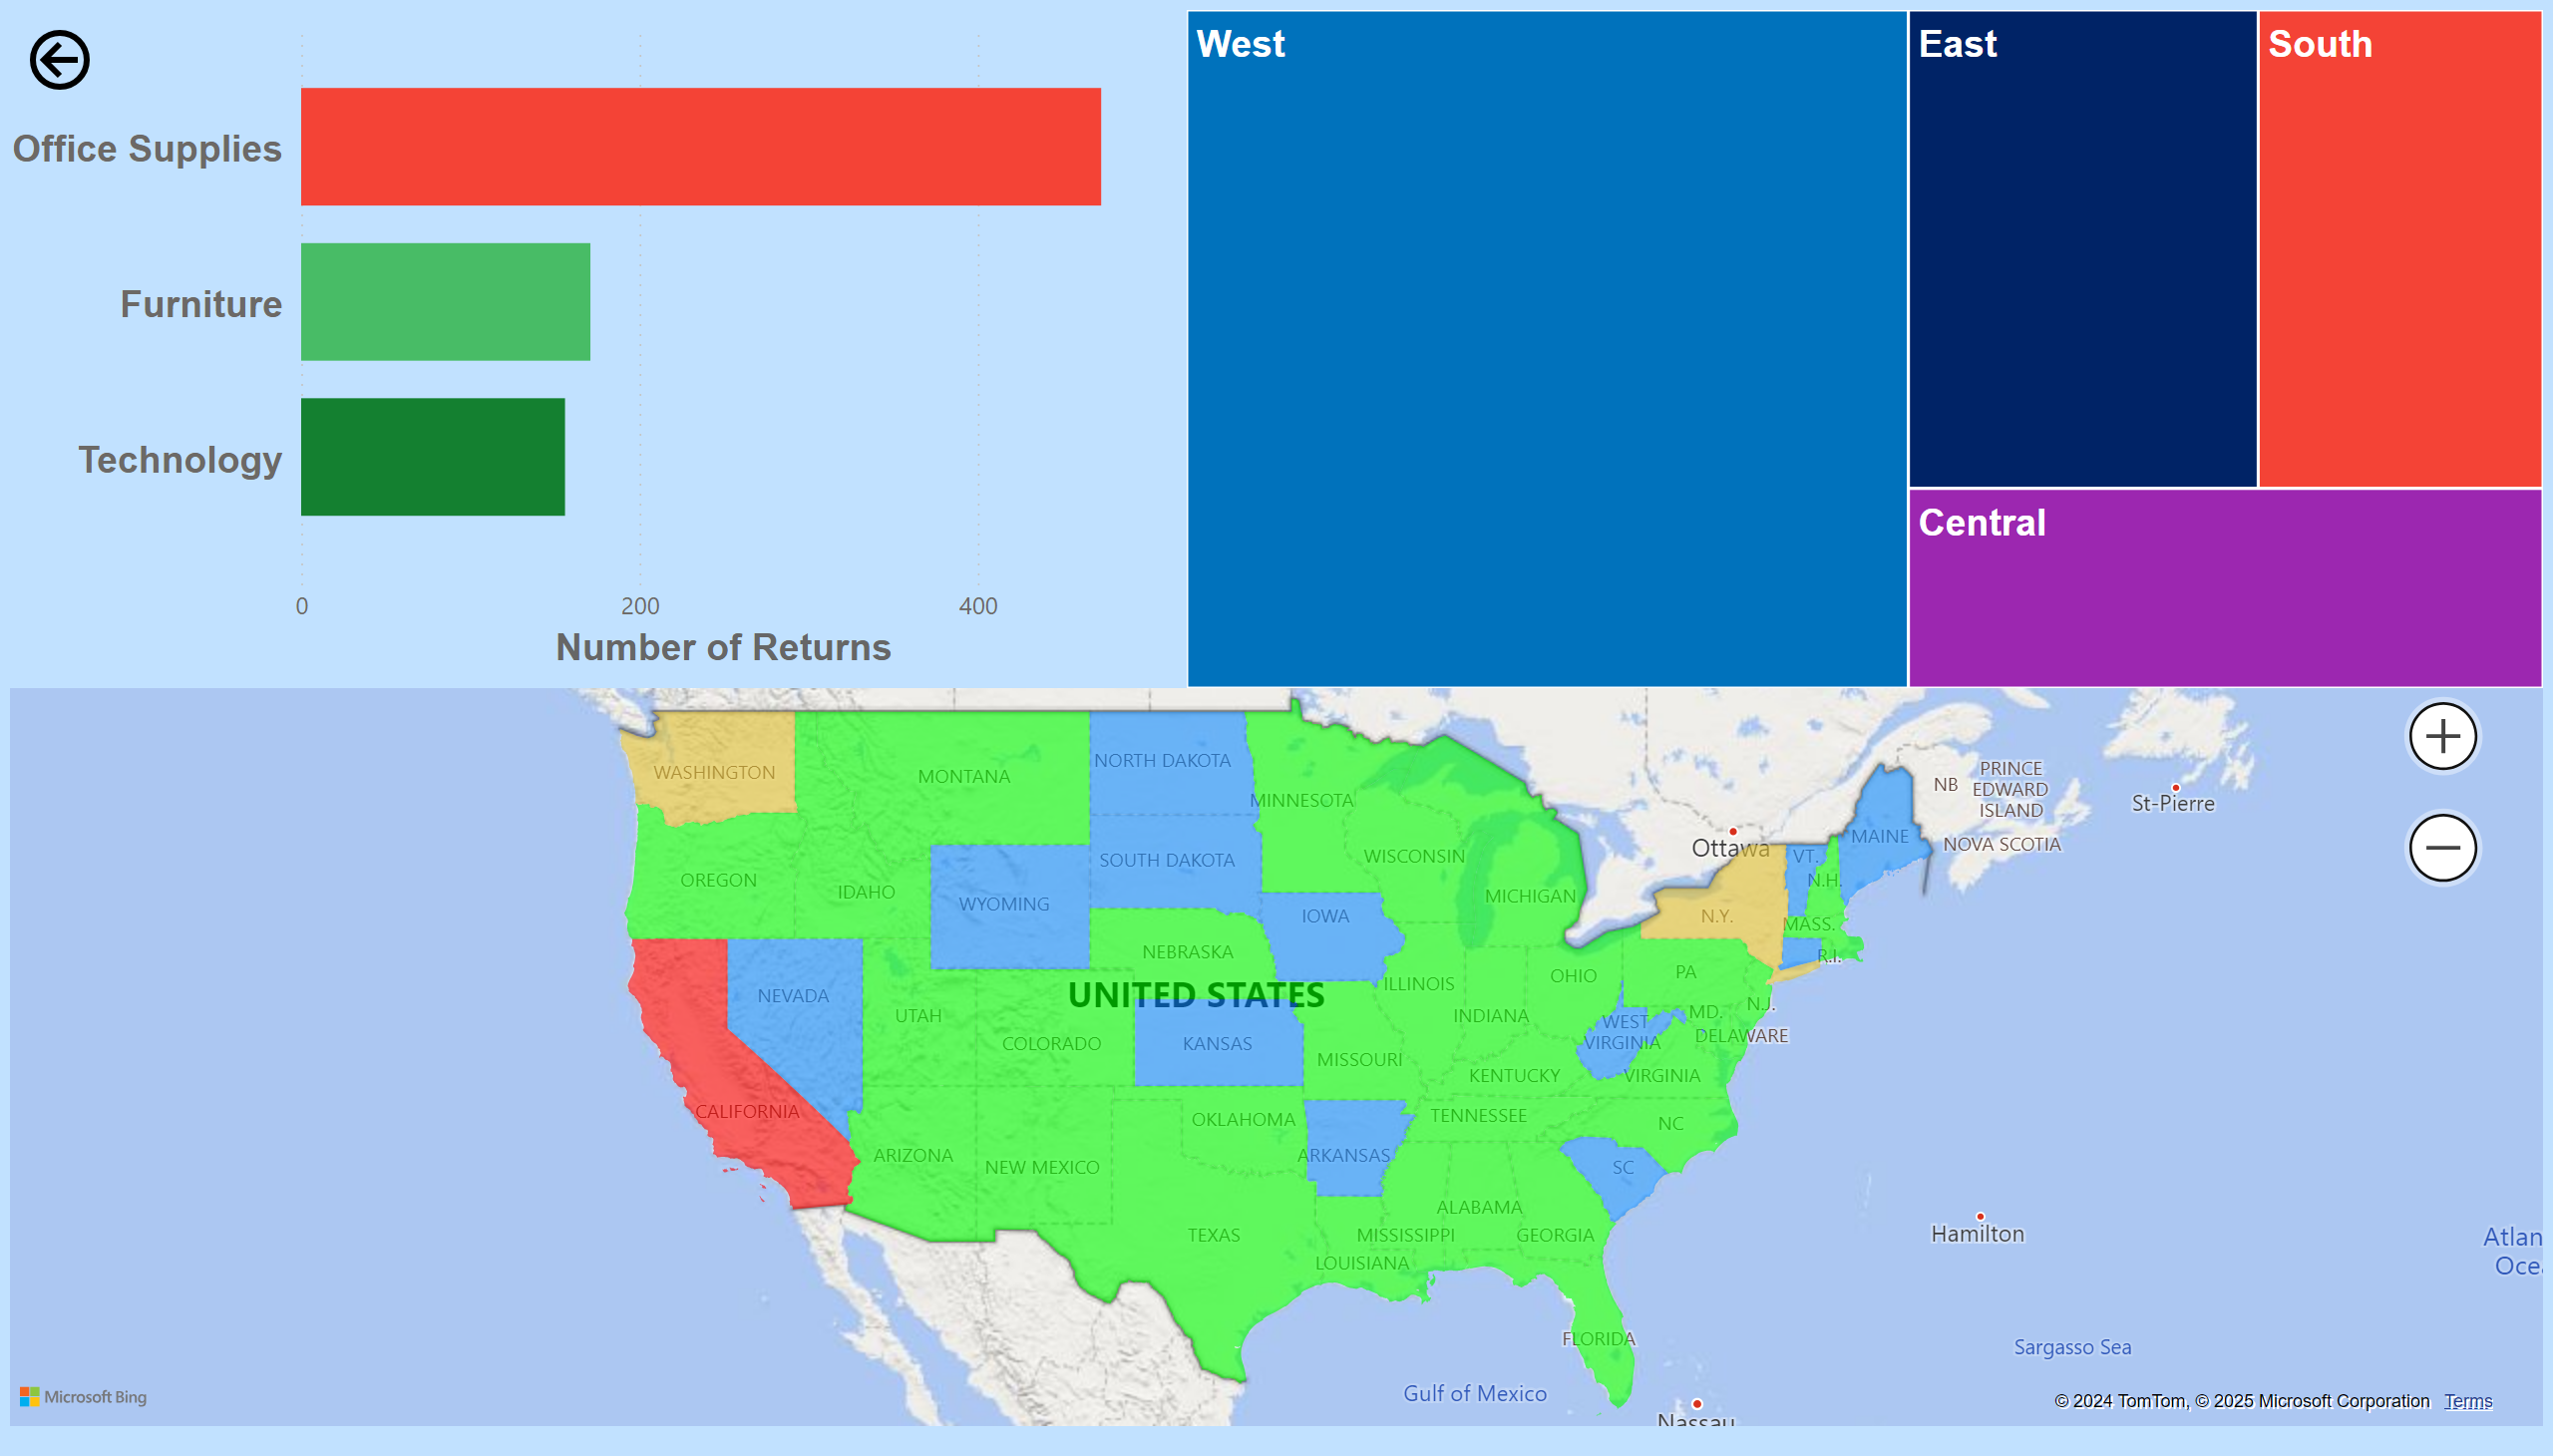 Office Supplies
Furniture
Technology
0
200
400
Number of Returns
West
East
South
Central
WASHINGTON
MONTANA
NORTH DAKOTA
MINNESOTA
OREGON
IDAHO
WYOMING
SOUTH DAKOTA
WISCONSIN
MICHIGAN
Ottawa
MAINE
VT.
N.H.
NB
PRINCE
EDWARD
ISLAND
NOVA SCOTIA
St-Pierre
N.Y.
MASS.
R.I.
IOWA
NEBRASKA
UNITED STATES
NEVADA
UTAH
COLORADO
KANSAS
ILLINOIS
INDIANA
OHIO
PA
N.J.
MD.
DELAWARE
WEST
VIRGINIA
VIRGINIA
MISSOURI
KENTUCKY
CALIFORNIA
ARIZONA
NEW MEXICO
OKLAHOMA
ARKANSAS
TENNESSEE
NC
SC
TEXAS
ALABAMA
MISSISSIPPI
GEORGIA
LOUISIANA
FLORIDA
Hamilton
Atlan
Oce
Sargasso Sea
Gulf of Mexico
Nassau
Microsoft Bing
© 2024 TomTom, © 2025 Microsoft Corporation Terms